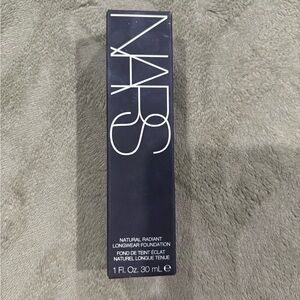 NARS
NATURAL RADIANT
LONGWEAR FOUNDATION
FOND DE TEINT ÉCLAT
NATUREL LONGUE TENUE
1 Fl. Oz. 30 mL ℮